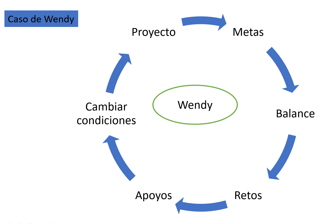 Caso de Wendy
Proyecto
Metas
Balance
Retos
Apoyos
Cambiar
condiciones
Wendy